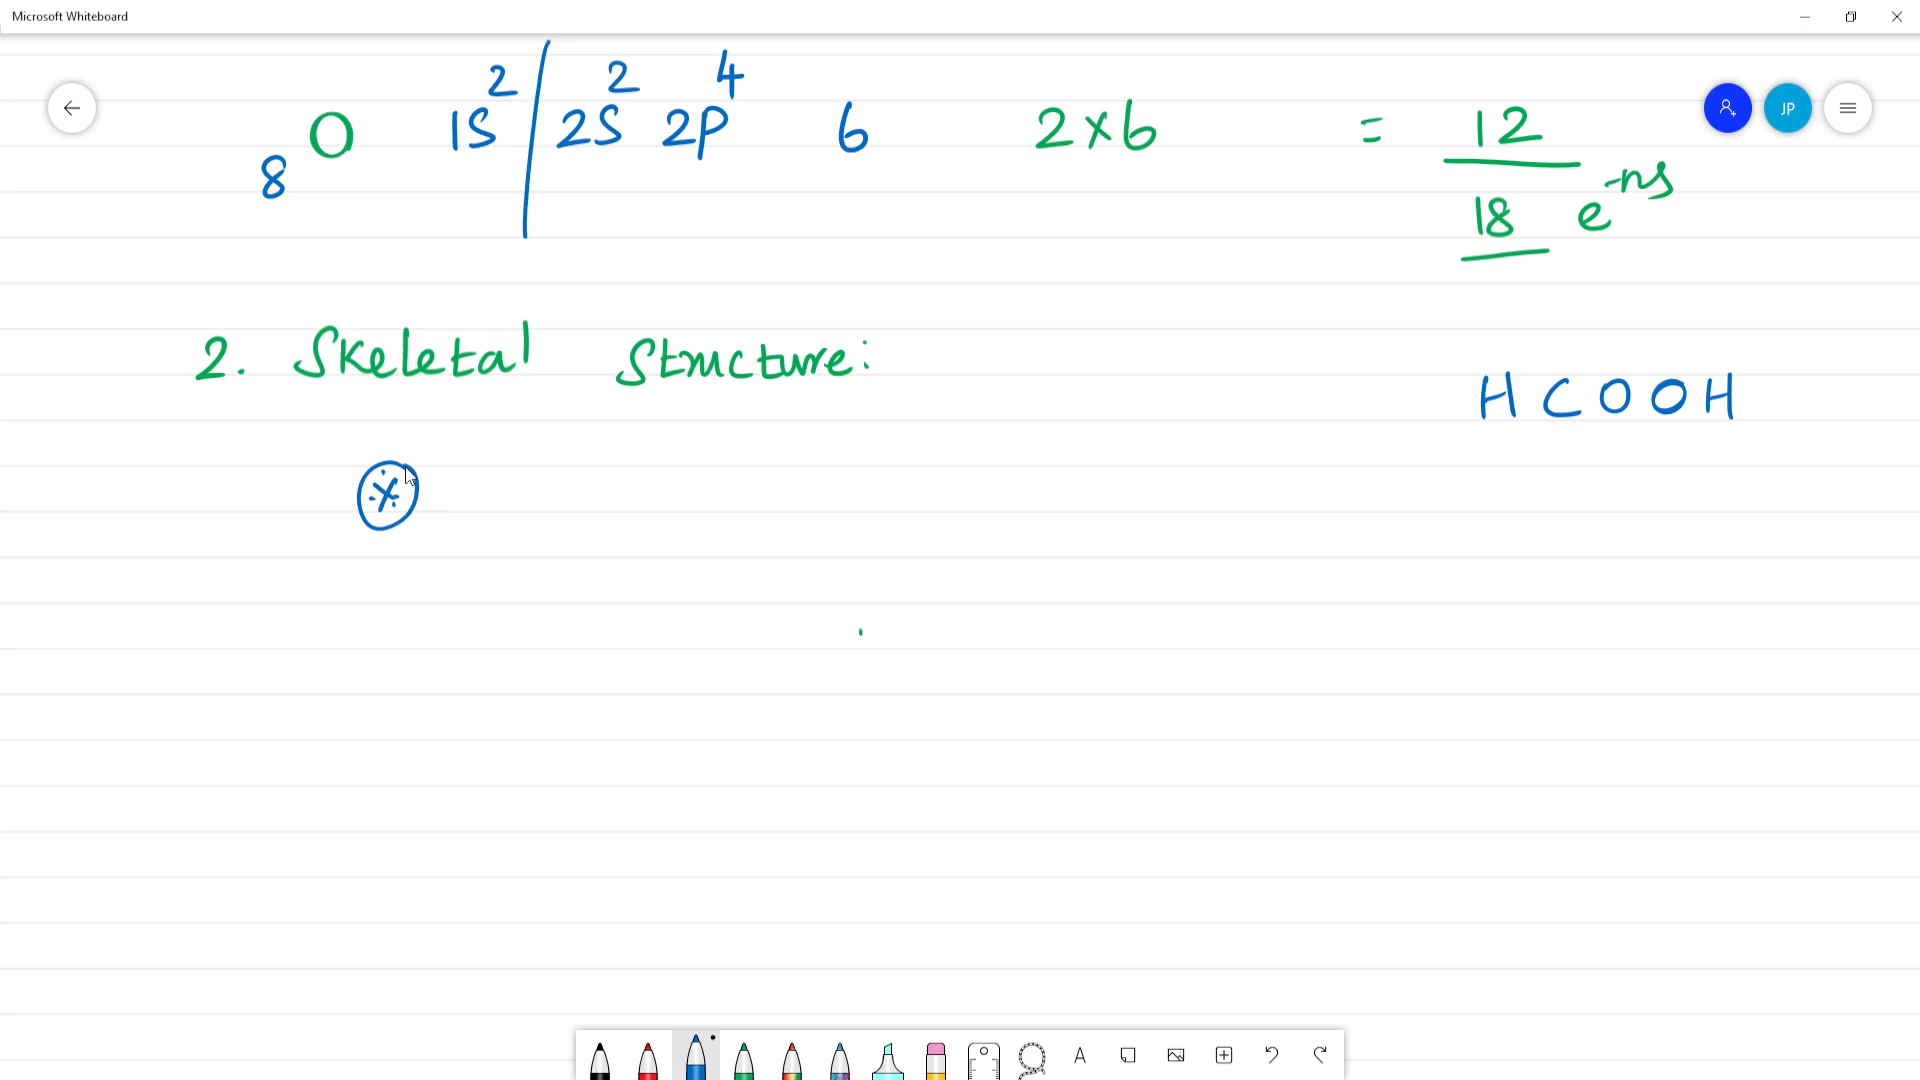 Microsoft Whiteboard
₈O 1S² | 2S² 2P⁴ 6 2×6 = 12
18 e⁻ⁿˢ
2. Skeletal Structure:
HCOOH
JP
A